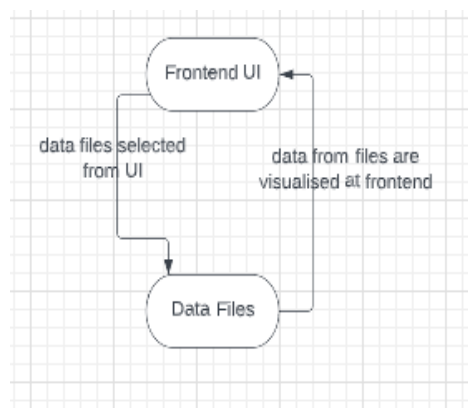 Frontend UI
data files selected
from UI
data from files are
visualised at frontend
Data Files